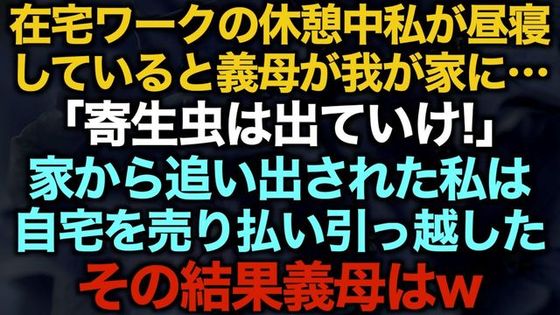 在宅ワークの休憩中私が昼寝
していると義母が我が家に…
「寄生虫は出ていけ!」
家から追い出された私は
自宅を売り払い引っ越した
その結果義母はw